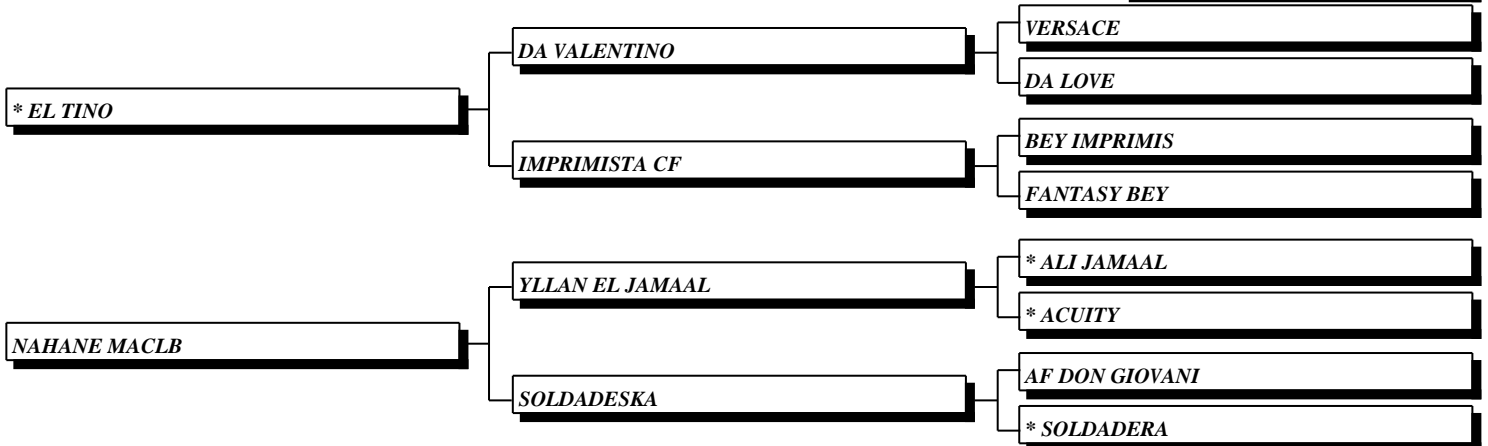 VERSACE
DA VALENTINO
DA LOVE
* EL TINO
BEY IMPRIMIS
IMPRIMISTA CF
FANTASY BEY
* ALI JAMAAL
YLLAN EL JAMAAL
* ACUITY
NAHANE MACLB
AF DON GIOVANI
SOLDADESKA
* SOLDADERA